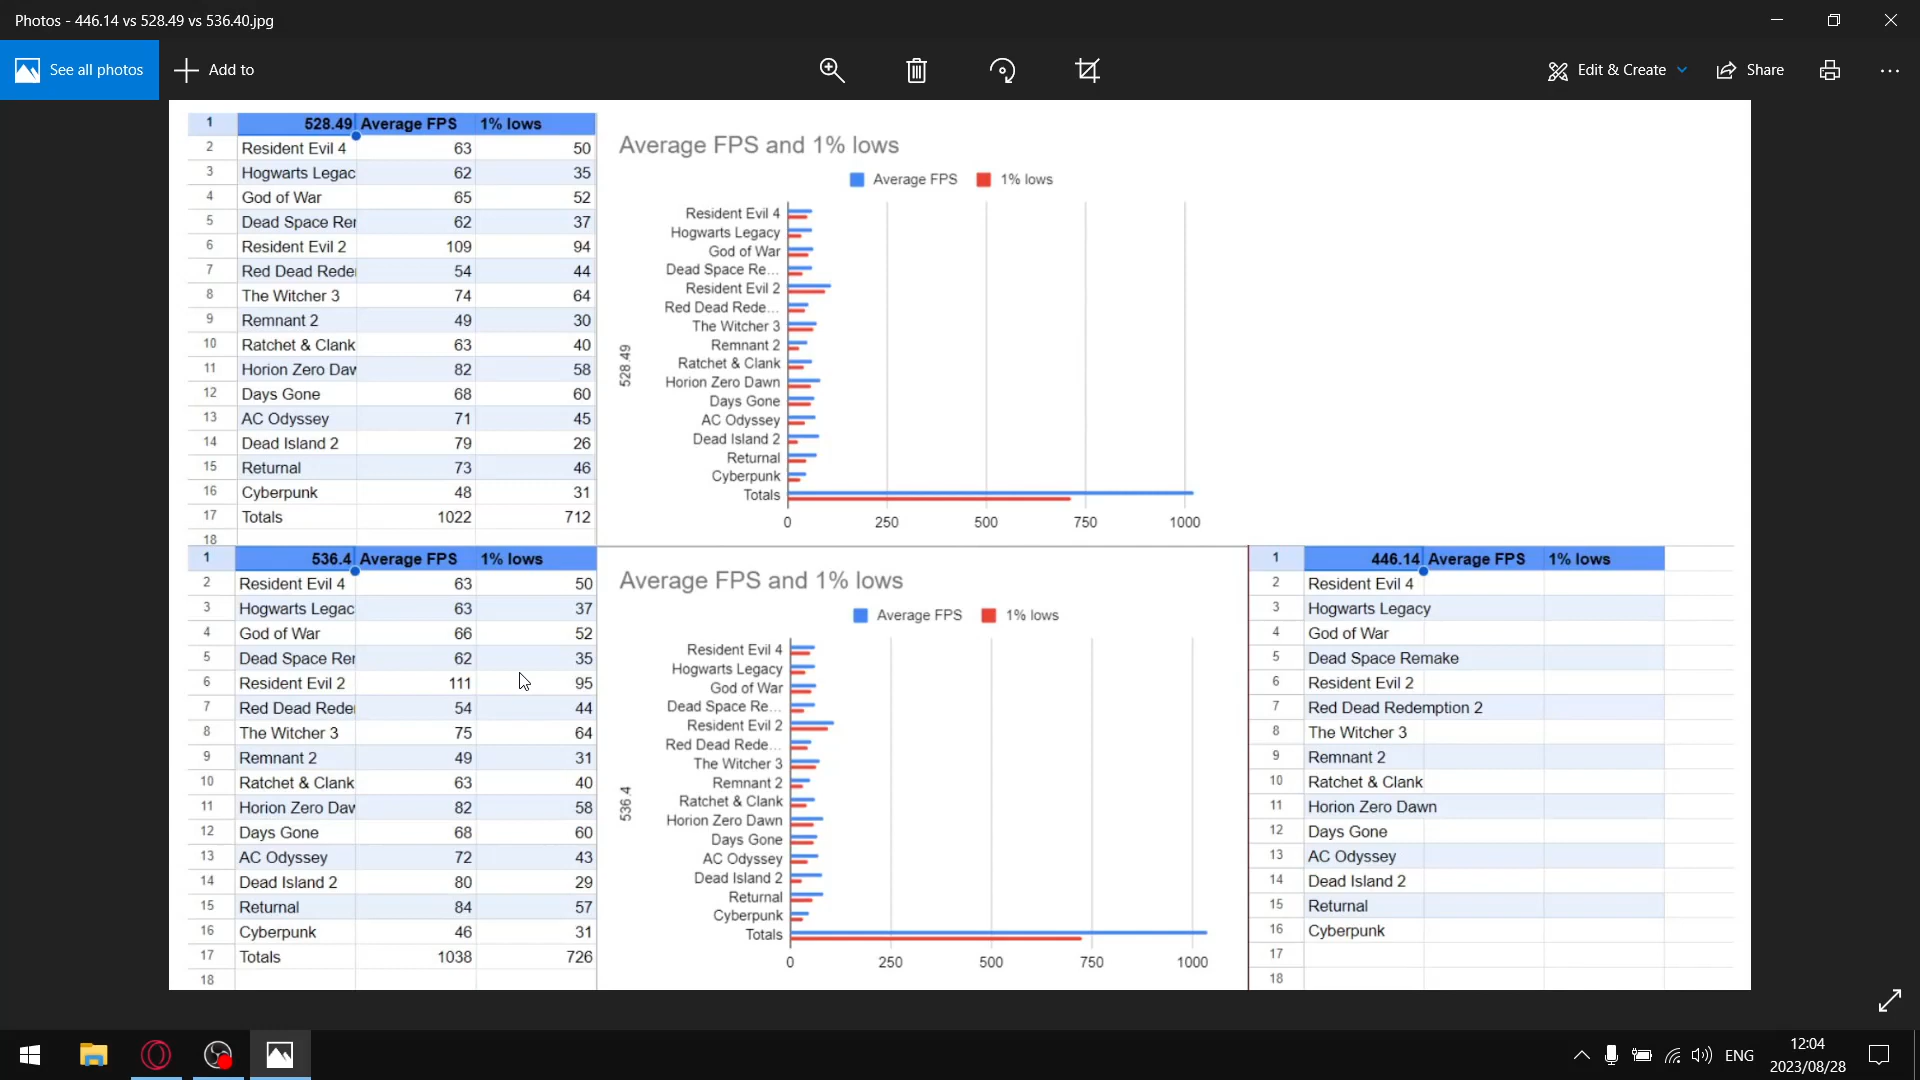 Photos - 446.14 vs 528.49 vs 536.40.jpg
See all photos
Add to
Edit & Create
Share
1 528.49 Average FPS 1% lows
2 Resident Evil 4 63 50
3 Hogwarts Legac 62 35
4 God of War 65 52
5 Dead Space Rer 62 37
6 Resident Evil 2 109 94
7 Red Dead Rede 54 44
8 The Witcher 3 74 64
9 Remnant 2 49 30
10 Ratchet & Clank 63 40
11 Horion Zero Daw 82 58
12 Days Gone 68 60
13 AC Odyssey 71 45
14 Dead Island 2 79 26
15 Returnal 73 46
16 Cyberpunk 48 31
17 Totals 1022 712
18
Average FPS and 1% lows
Average FPS 1% lows
528.49
Resident Evil 4
Hogwarts Legacy
God of War
Dead Space Re...
Resident Evil 2
Red Dead Rede...
The Witcher 3
Remnant 2
Ratchet & Clank
Horion Zero Dawn
Days Gone
AC Odyssey
Dead Island 2
Returnal
Cyberpunk
Totals
0 250 500 750 1000
1 536.4 Average FPS 1% lows
2 Resident Evil 4 63 50
3 Hogwarts Legac 63 37
4 God of War 66 52
5 Dead Space Rer 62 35
6 Resident Evil 2 111 95
7 Red Dead Rede 54 44
8 The Witcher 3 75 64
9 Remnant 2 49 31
10 Ratchet & Clank 63 40
11 Horion Zero Daw 82 58
12 Days Gone 68 60
13 AC Odyssey 72 43
14 Dead Island 2 80 29
15 Returnal 84 57
16 Cyberpunk 46 31
17 Totals 1038 726
18
Average FPS and 1% lows
Average FPS 1% lows
536.4
Resident Evil 4
Hogwarts Legacy
God of War
Dead Space Re...
Resident Evil 2
Red Dead Rede...
The Witcher 3
Remnant 2
Ratchet & Clank
Horion Zero Dawn
Days Gone
AC Odyssey
Dead Island 2
Returnal
Cyberpunk
Totals
0 250 500 750 1000
1 446.14 Average FPS 1% lows
2 Resident Evil 4
3 Hogwarts Legacy
4 God of War
5 Dead Space Remake
6 Resident Evil 2
7 Red Dead Redemption 2
8 The Witcher 3
9 Remnant 2
10 Ratchet & Clank
11 Horion Zero Dawn
12 Days Gone
13 AC Odyssey
14 Dead Island 2
15 Returnal
16 Cyberpunk
17
18
ENG
12:04
2023/08/28